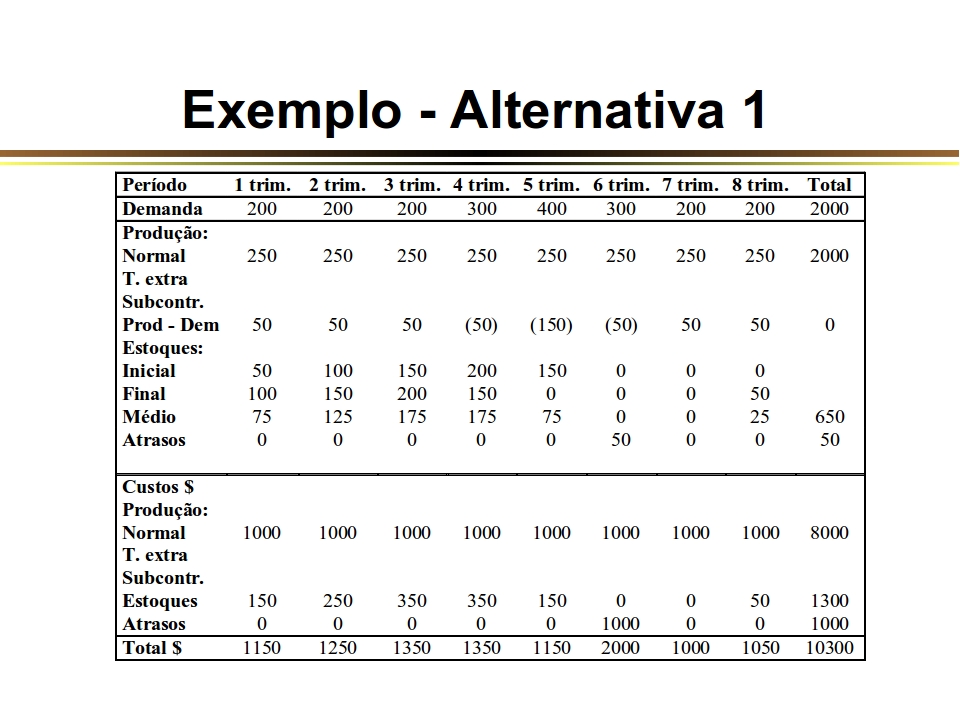 Exemplo - Alternativa 1
Período 1 trim. 2 trim. 3 trim. 4 trim. 5 trim. 6 trim. 7 trim. 8 trim. Total
Demanda 200 200 200 300 400 300 200 200 2000
Produção:
Normal 250 250 250 250 250 250 250 250 2000
T. extra
Subcontr.
Prod - Dem 50 50 50 (50) (150) (50) 50 50 0
Estoques:
Inicial 50 100 150 200 150 0 0 0
Final 100 150 200 150 0 0 0 50
Médio 75 125 175 175 75 0 0 25 650
Atrasos 0 0 0 0 0 50 0 0 50
Custos $
Produção:
Normal 1000 1000 1000 1000 1000 1000 1000 1000 8000
T. extra
Subcontr.
Estoques 150 250 350 350 150 0 0 50 1300
Atrasos 0 0 0 0 0 1000 0 0 1000
Total $ 1150 1250 1350 1350 1150 2000 1000 1050 10300